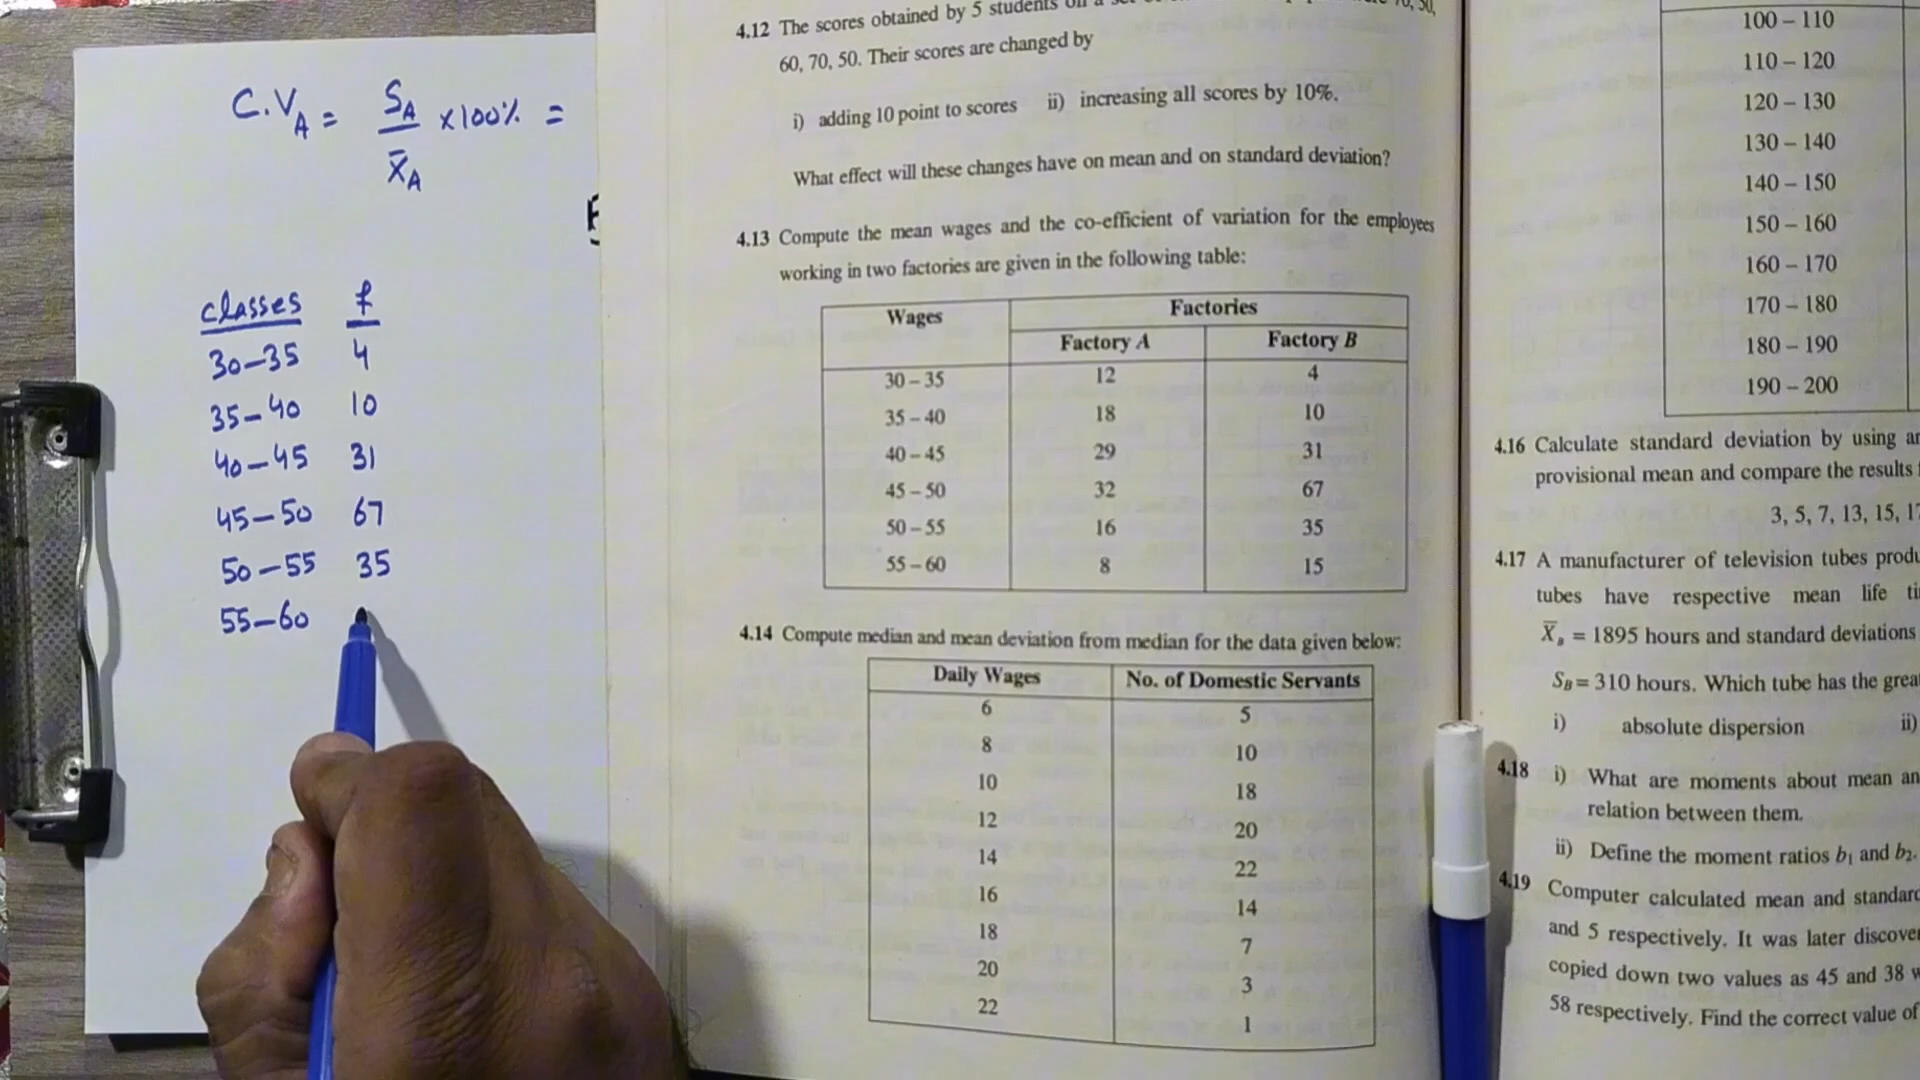 C.V_A = S_A / X̄_A ×100% =
classes f
30–35 4
35–40 10
40–45 31
45–50 67
50–55 35
55–60
4.12 The scores obtained by 5 students on a
60, 70, 50. Their scores are changed by
i) adding 10 point to scores ii) increasing all scores by 10%.
What effect will these changes have on mean and on standard deviation?
4.13 Compute the mean wages and the co-efficient of variation for the employees
working in two factories are given in the following table:
Wages Factories
Factory A Factory B
30 – 35 12 4
35 – 40 18 10
40 – 45 29 31
45 – 50 32 67
50 – 55 16 35
55 – 60 8 15
4.14 Compute median and mean deviation from median for the data given below:
Daily Wages No. of Domestic Servants
6 5
8 10
10 18
12 20
14 22
16 14
18 7
20 3
22 1
100 – 110
110 – 120
120 – 130
130 – 140
140 – 150
150 – 160
160 – 170
170 – 180
180 – 190
190 – 200
4.16 Calculate standard deviation by using
provisional mean and compare the results
3, 5, 7, 13, 15,
4.17 A manufacturer of television tubes
tubes have respective mean life
= 1895 hours and standard deviations
S_B = 310 hours. Which tube has the
i) absolute dispersion ii)
4.18 i) What are moments about mean
relation between them.
ii) Define the moment ratios b₁ and b₂.
4.19 Computer calculated mean and
and 5 respectively. It was later
copied down two values as 45 and 38
58 respectively. Find the correct value of